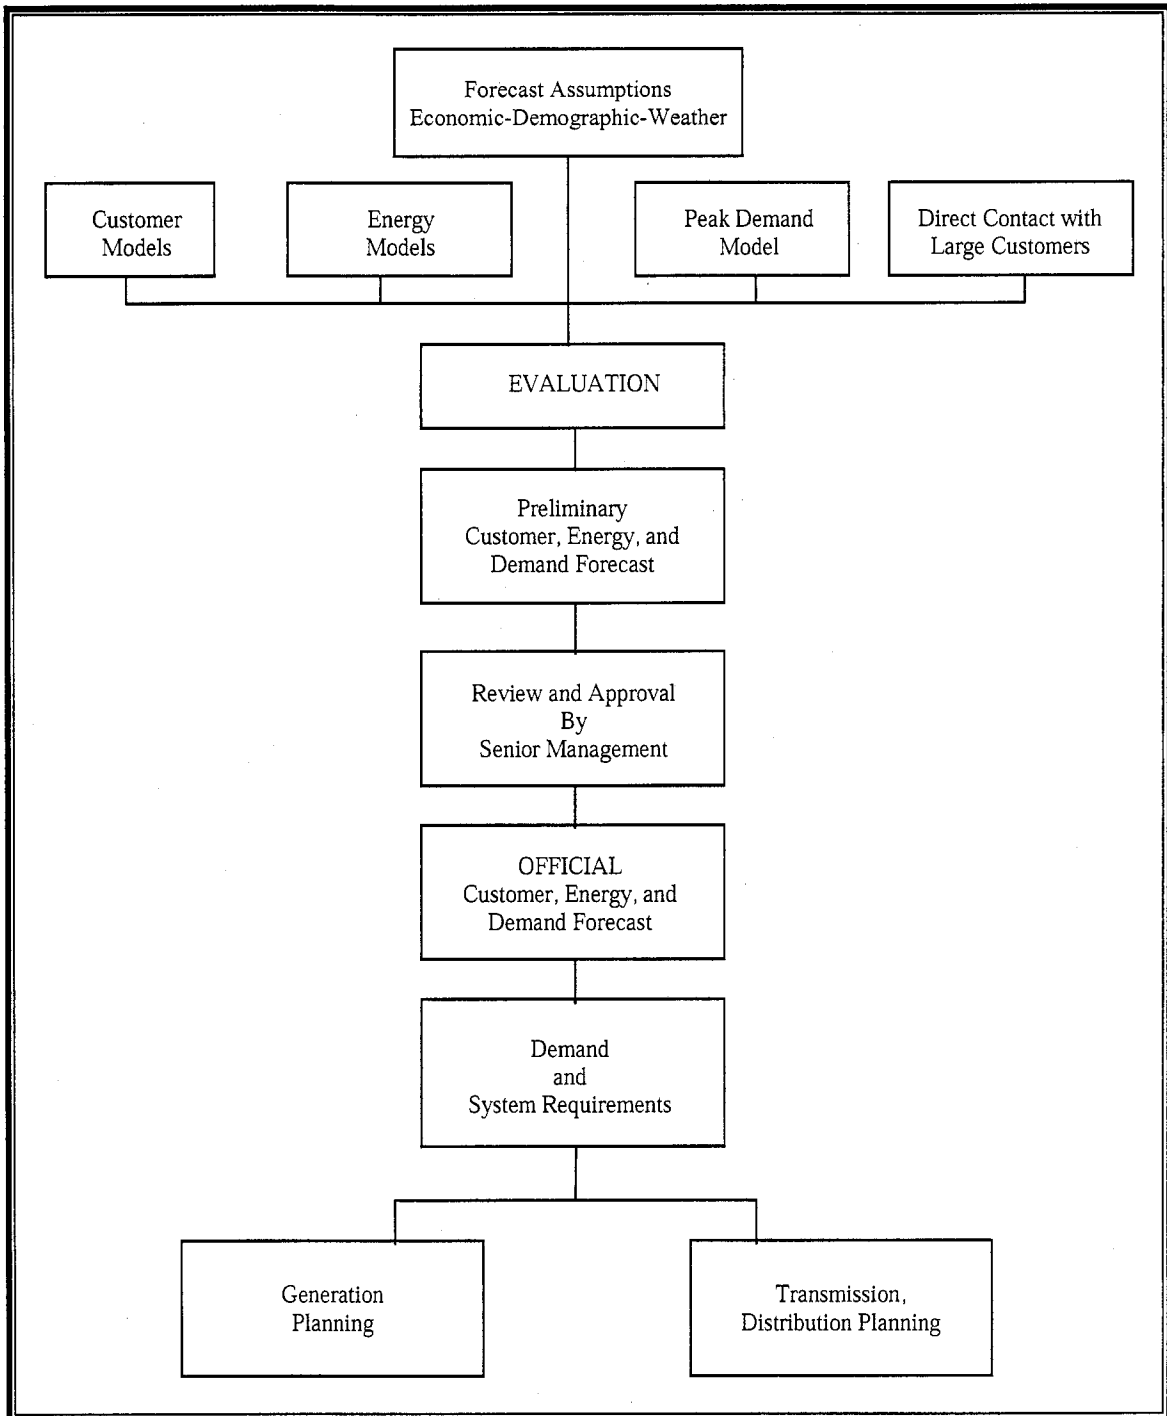 Forecast Assumptions
Economic-Demographic-Weather
Customer
Models
Energy
Models
Peak Demand
Model
Direct Contact with
Large Customers
EVALUATION
Preliminary
Customer, Energy, and
Demand Forecast
Review and Approval
By
Senior Management
OFFICIAL
Customer, Energy, and
Demand Forecast
Demand
and
System Requirements
Generation
Planning
Transmission,
Distribution Planning